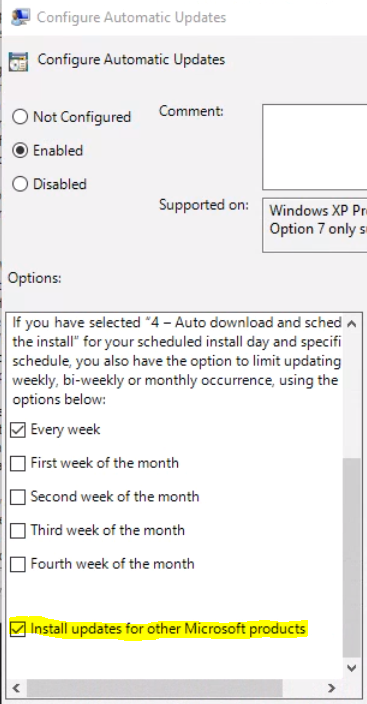 Configure Automatic Updates
Configure Automatic Updates
Not Configured
Comment:
Enabled
Disabled
Supported on:
Windows XP Pr
Option 7 only s
Options:
If you have selected “4 – Auto download and sched
the install” for your scheduled install day and specifi
schedule, you also have the option to limit updating
weekly, bi-weekly or monthly occurrence, using the
options below:
Every week
First week of the month
Second week of the month
Third week of the month
Fourth week of the month
Install updates for other Microsoft products